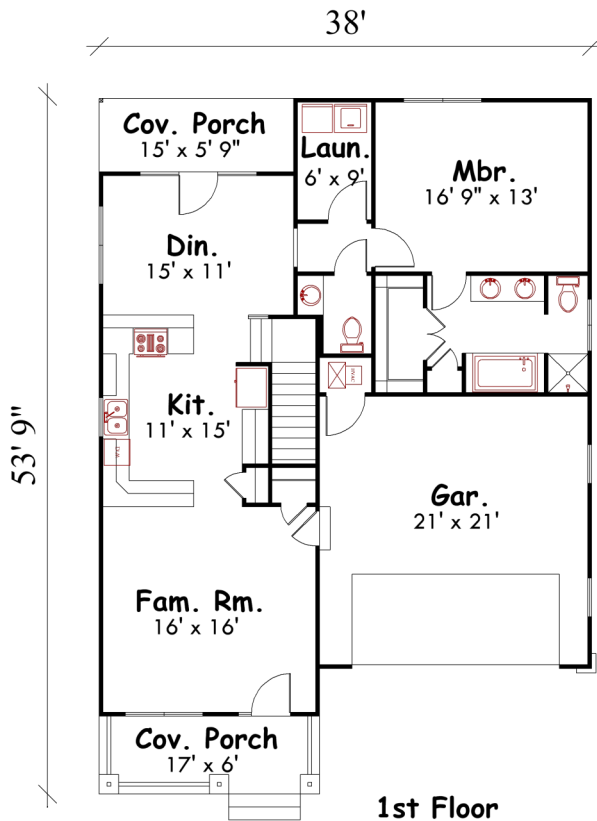 38'
Cov. Porch
15' x 5' 9"
Laun.
6' x 9'
Mbr.
16' 9" x 13'
Din.
15' x 11'
HVAC
Kit.
11' x 15'
D.W.
53' 9"
Gar.
21' x 21'
Fam. Rm.
16' x 16'
Cov. Porch
17' x 6'
1st Floor